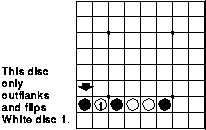 This disc
only
outflanks
and flips
White disc 1.
1